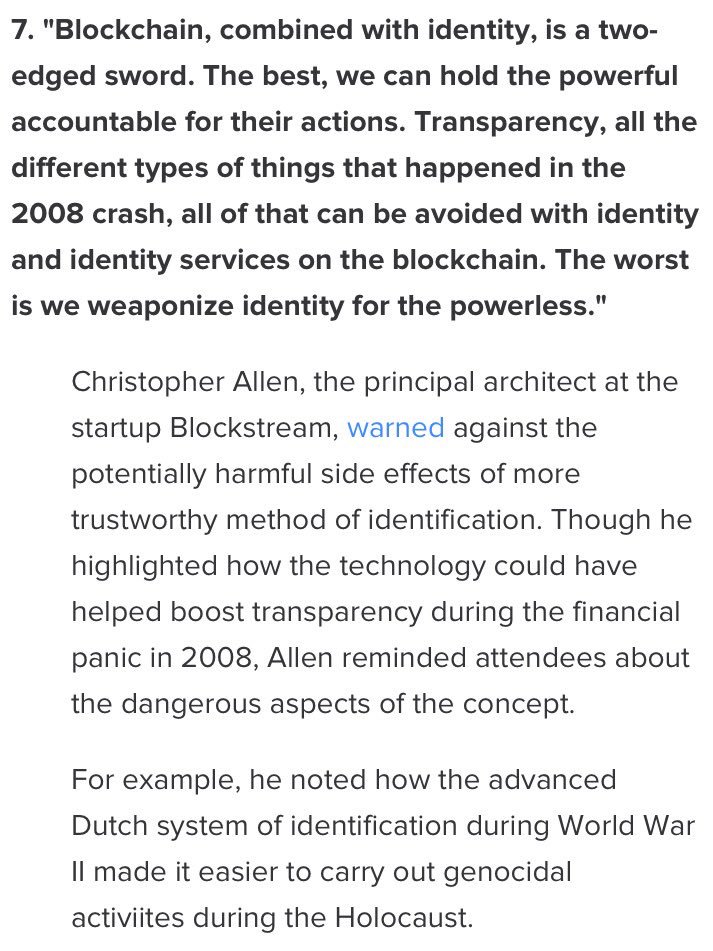 7. "Blockchain, combined with identity, is a two-
edged sword. The best, we can hold the powerful
accountable for their actions. Transparency, all the
different types of things that happened in the
2008 crash, all of that can be avoided with identity
and identity services on the blockchain. The worst
is we weaponize identity for the powerless."
Christopher Allen, the principal architect at the
startup Blockstream, warned against the
potentially harmful side effects of more
trustworthy method of identification. Though he
highlighted how the technology could have
helped boost transparency during the financial
panic in 2008, Allen reminded attendees about
the dangerous aspects of the concept.
For example, he noted how the advanced
Dutch system of identification during World War
II made it easier to carry out genocidal
activiites during the Holocaust.